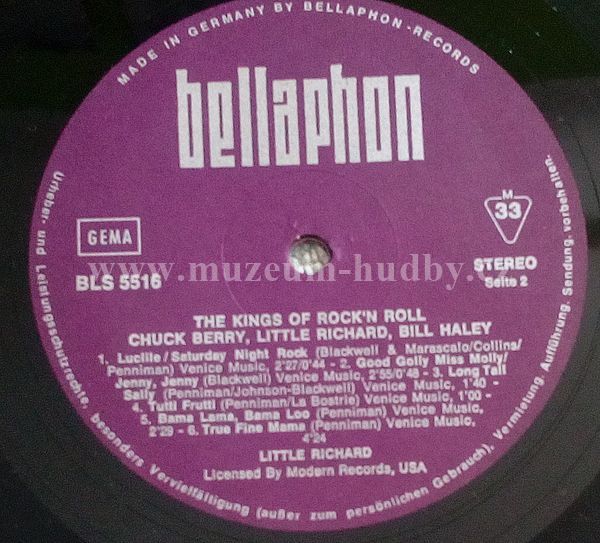 MADE IN GERMANY BY BELLAPHON-RECORDS
bellaphon
GEMA
BLS 5516
M
33
STEREO
Seite 2
www.muzeum-hudby.
THE KINGS OF ROCK'N ROLL
CHUCK BERRY, LITTLE RICHARD, BILL HALEY
1. Lucille/Saturday Night Rock (Blackwell & Marascalo/Collins/
Penniman) Venice Music, 2'27/0'44 - 2. Good Golly Miss Molly/
Jenny, Jenny (Blackwell) Venice Music, 2'55/0'48 - 3. Long Tall
Sally (Penniman/Johnson-Blackwell) Venice Music, 1'40 -
4. Tutti Frutti (Penniman/La Bostrie) Venice Music, 1'00 -
5. Bama Lama, Bama Loo (Penniman) Venice Music,
2'29 - 6. True Fine Mama (Penniman) Venice Music,
4'24
LITTLE RICHARD
Licensed By Modern Records, USA
Urheber- und Leistungsschutzrechte, besonders Vervielfältigung (außer zum persönlichen Gebrauch), Vermietung, Aufführung, Sendung, vorbehalten.